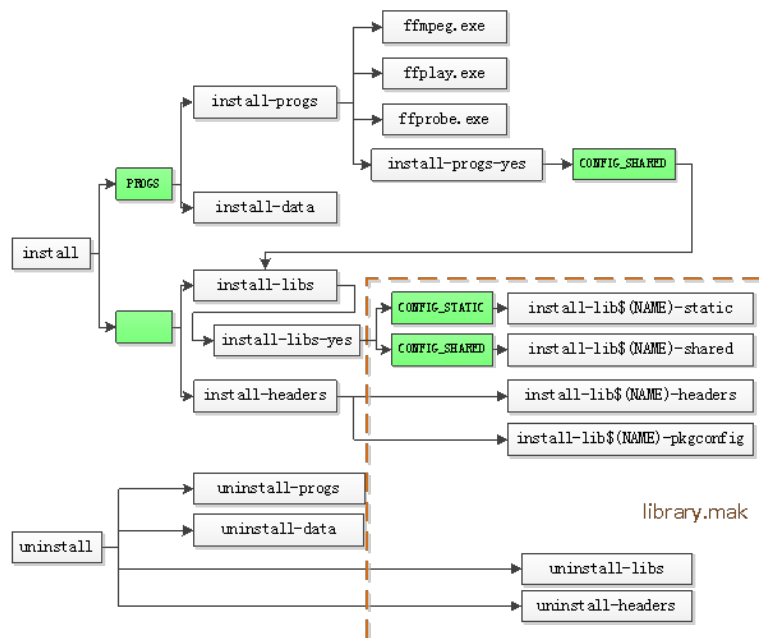 ffmpeg.exe
ffplay.exe
install-progs
ffprobe.exe
install-progs-yes
CONFIG_SHARED
PROGS
install-data
install
install-libs
CONFIG_STATIC
install-lib$(NAME)-static
install-libs-yes
CONFIG_SHARED
install-lib$(NAME)-shared
install-headers
install-lib$(NAME)-headers
install-lib$(NAME)-pkgconfig
uninstall-progs
library.mak
uninstall-data
uninstall
uninstall-libs
uninstall-headers